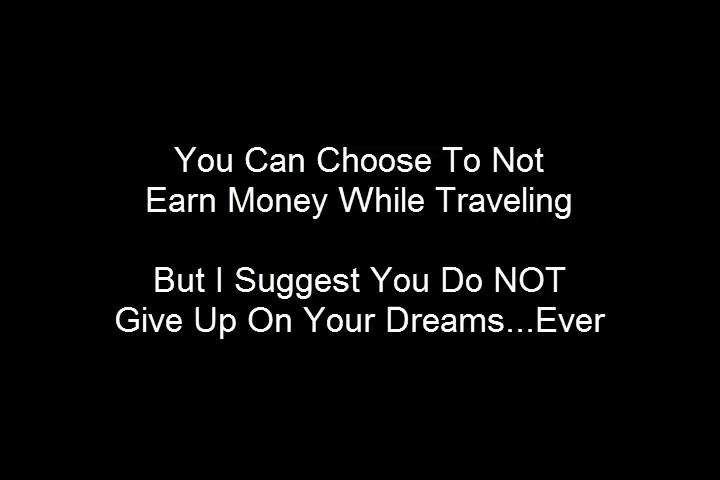 You Can Choose To Not
Earn Money While Traveling
But I Suggest You Do NOT
Give Up On Your Dreams...Ever